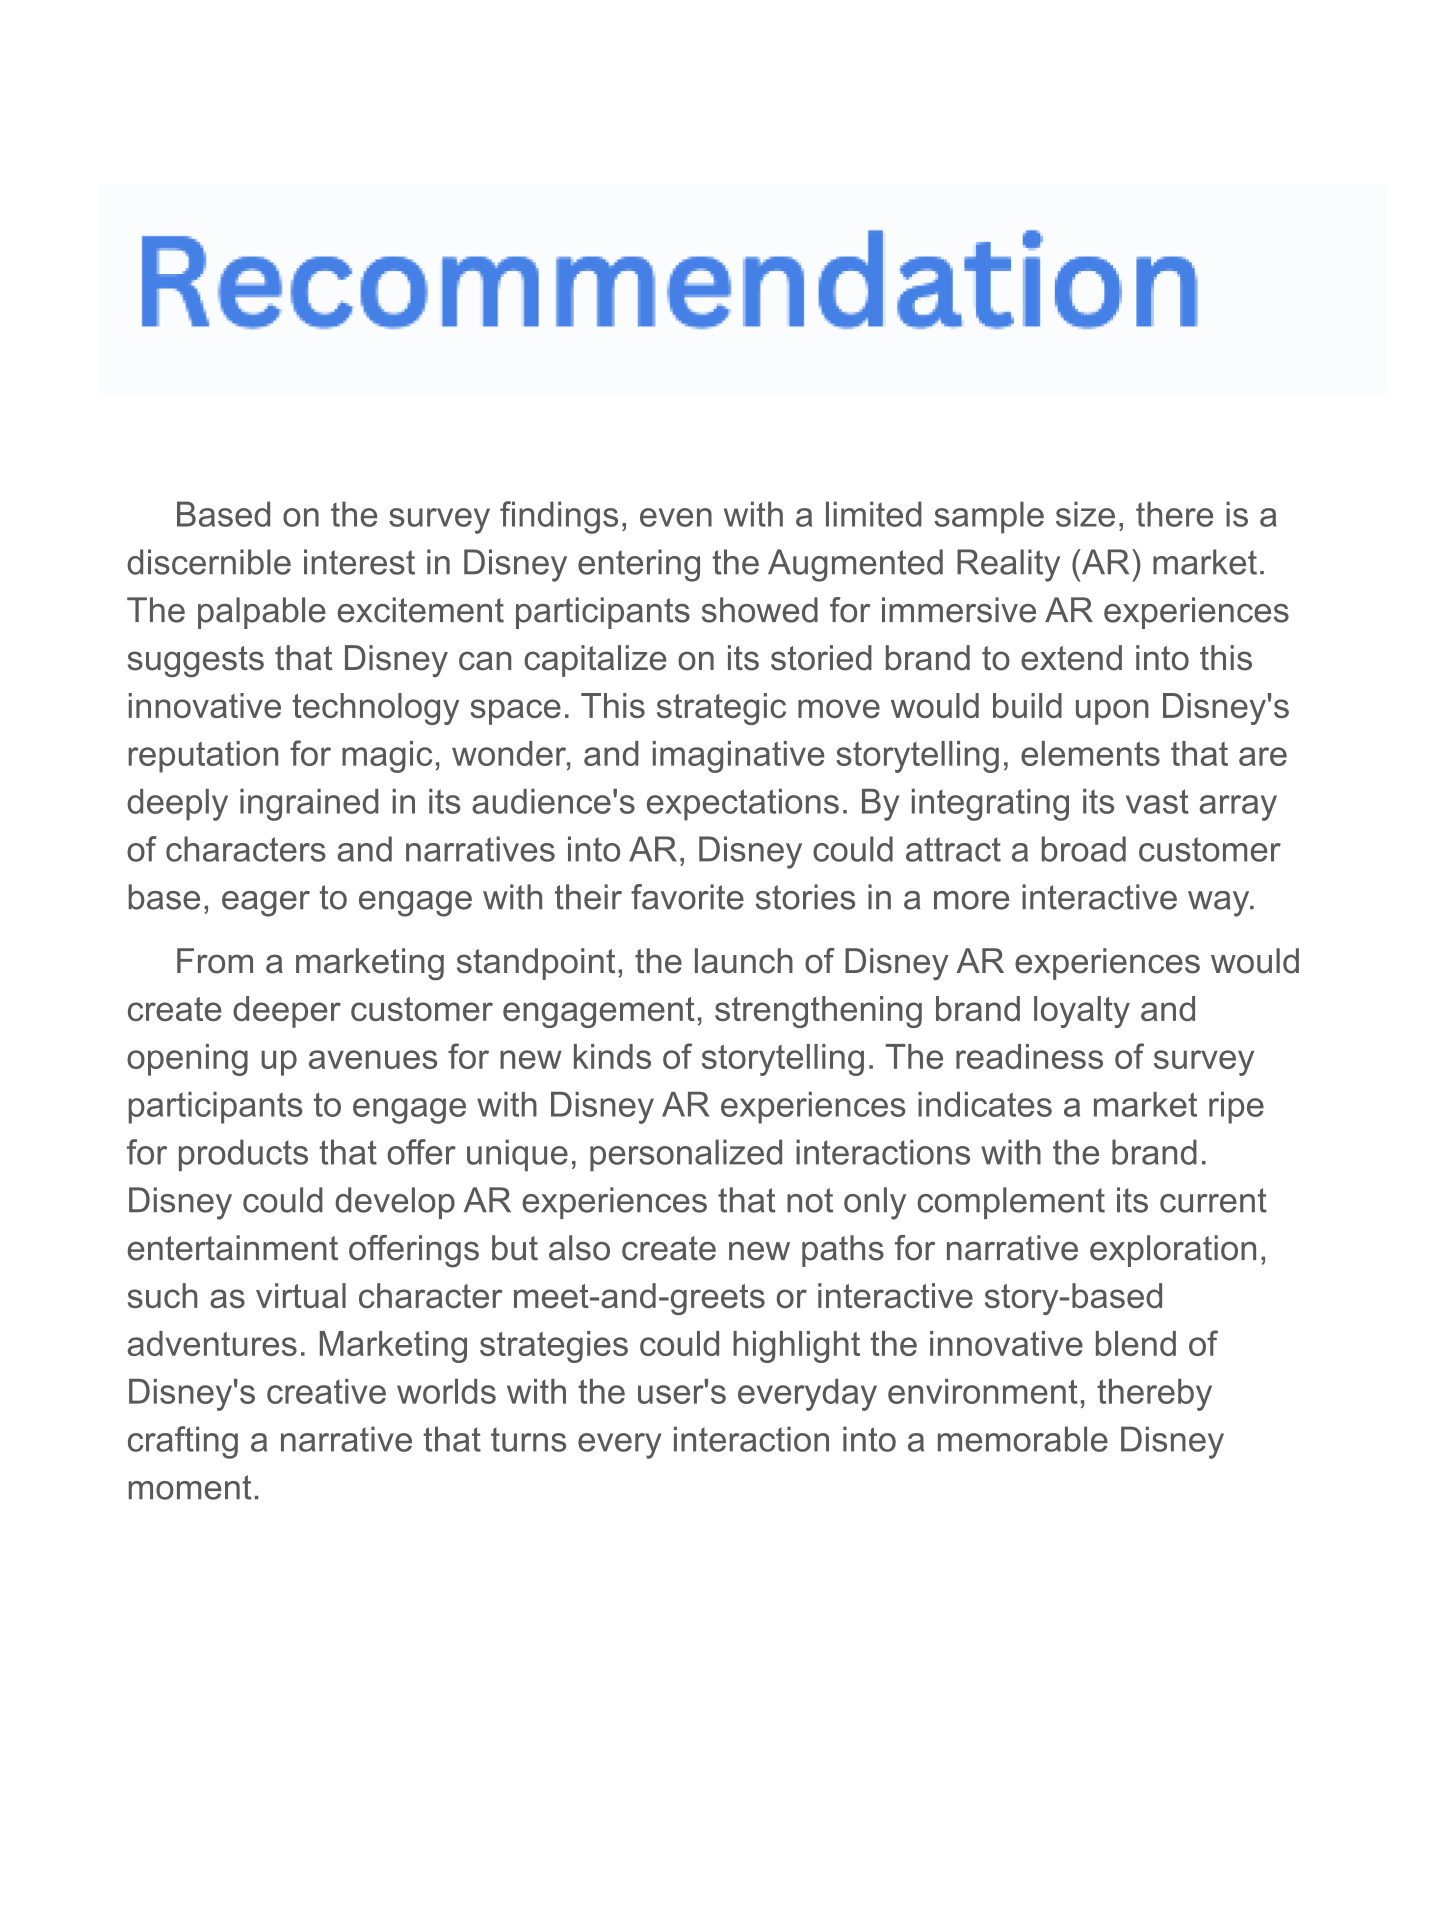 Recommendation
Based on the survey findings, even with a limited sample size, there is a
discernible interest in Disney entering the Augmented Reality (AR) market.
The palpable excitement participants showed for immersive AR experiences
suggests that Disney can capitalize on its storied brand to extend into this
innovative technology space. This strategic move would build upon Disney's
reputation for magic, wonder, and imaginative storytelling, elements that are
deeply ingrained in its audience's expectations. By integrating its vast array
of characters and narratives into AR, Disney could attract a broad customer
base, eager to engage with their favorite stories in a more interactive way.
From a marketing standpoint, the launch of Disney AR experiences would
create deeper customer engagement, strengthening brand loyalty and
opening up avenues for new kinds of storytelling. The readiness of survey
participants to engage with Disney AR experiences indicates a market ripe
for products that offer unique, personalized interactions with the brand.
Disney could develop AR experiences that not only complement its current
entertainment offerings but also create new paths for narrative exploration,
such as virtual character meet-and-greets or interactive story-based
adventures. Marketing strategies could highlight the innovative blend of
Disney's creative worlds with the user's everyday environment, thereby
crafting a narrative that turns every interaction into a memorable Disney
moment.